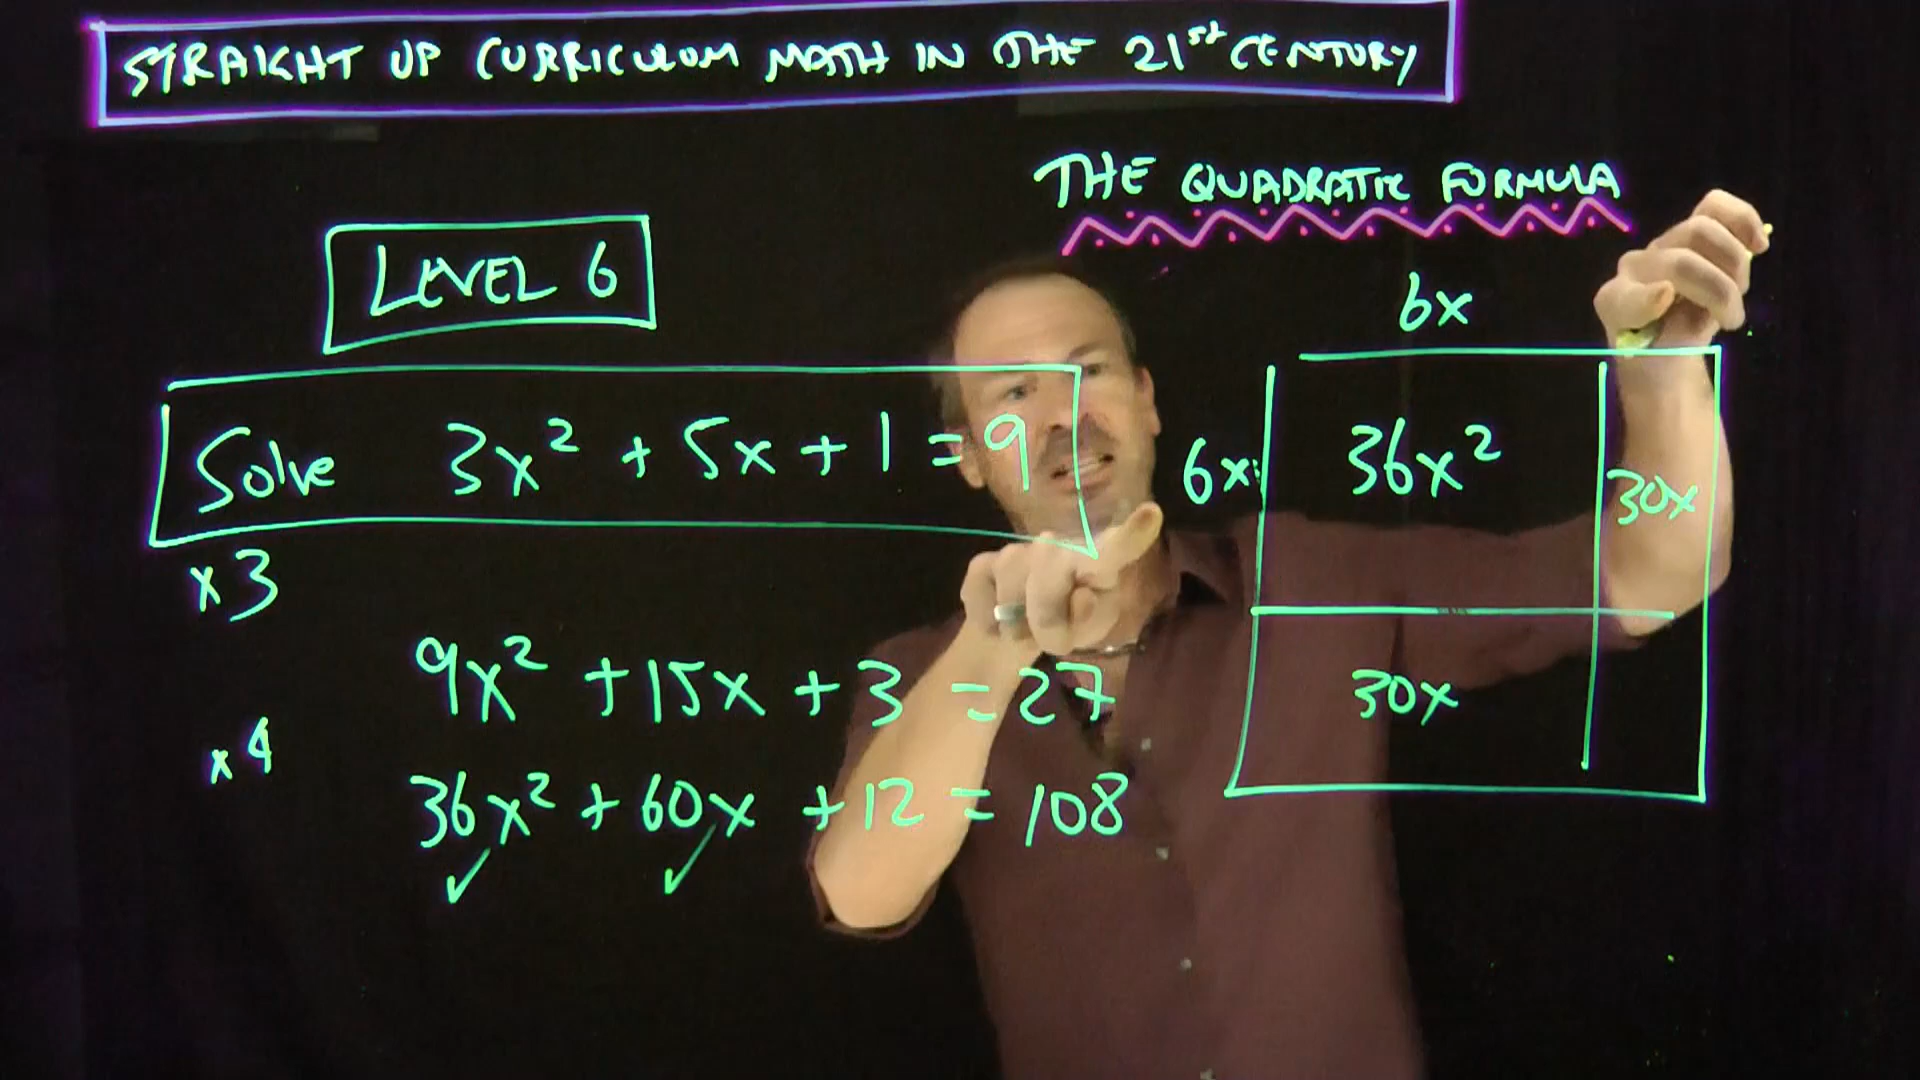 STRAIGHT UP CURRICULUM MATH IN THE 21st CENTURY
THE QUADRATIC FORMULA
LEVEL 6
Solve 3x² + 5x + 1 = 9
x3
9x² + 15x + 3 = 27
x4
36x² + 60x + 12 = 108
6x
6x
36x²
30x
30x